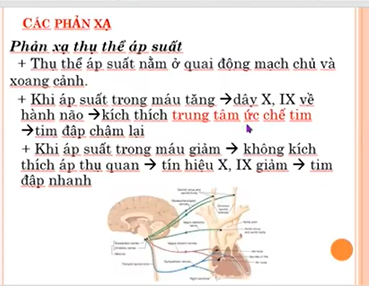 CÁC PHẢN XẠ
Phản xạ thụ thể áp suất
+ Thụ thể áp suất nằm ở quai động mạch chủ và
xoang cảnh.
+ Khi áp suất trong máu tăng →dây X, IX về
hành não →kích thích trung tâm ức chế tim
→tim đập chậm lại
+ Khi áp suất trong máu giảm → không kích
thích áp thụ quan → tín hiệu X, IX giảm → tim
đập nhanh